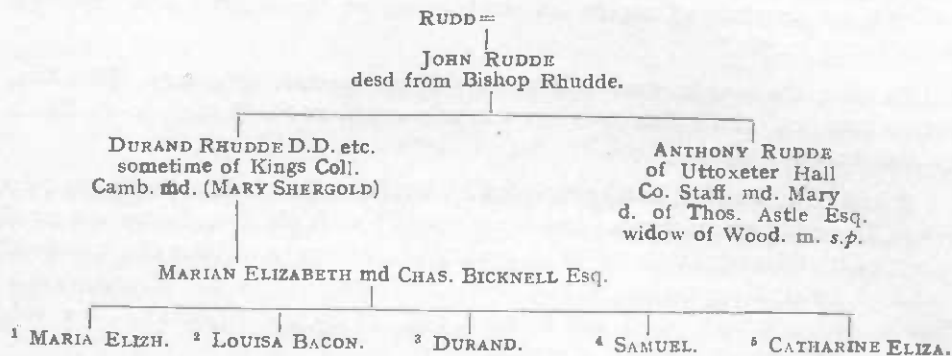 RUDD=
JOHN RUDDE
desd from Bishop Rhudde.
DURAND RHUDDE D.D. etc.
sometime of Kings Coll.
Camb. md. (MARY SHERGOLD)
ANTHONY RUDDE
of Uttoxeter Hall
Co. Staff. md. Mary
d. of Thos. Astle Esq.
widow of Wood. m. s.p.
MARIAN ELIZABETH md CHAS. BICKNELL Esq.
¹ MARIA ELIZH. ² LOUISA BACON. ³ DURAND. ⁴ SAMUEL. ⁵ CATHARINE ELIZA.